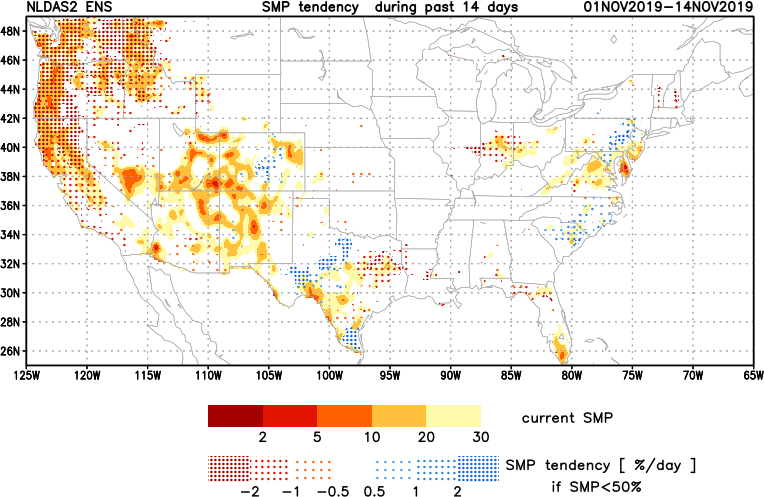 NLDAS2 ENS SMP tendency during past 14 days 01NOV2019-14NOV2019
48N
46N
44N
42N
40N
38N
36N
34N
32N
30N
28N
26N
125W 120W 115W 110W 105W 100W 95W 90W 85W 80W 75W 70W 65W
current SMP
2 5 10 20 30
SMP tendency [ %/day ]
if SMP<50%
-2 -1 -0.5 0.5 1 2